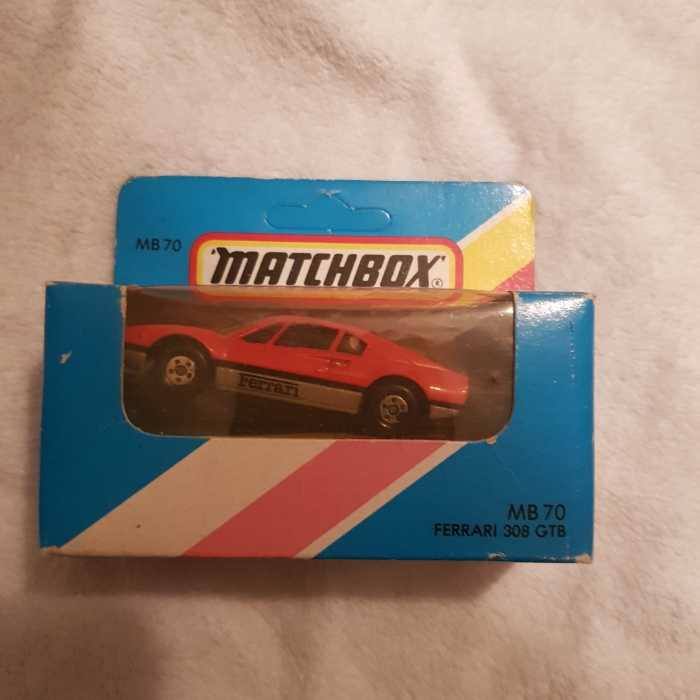 MB 70
'MATCHBOX'®
Ferrari
MB 70
FERRARI 308 GTB